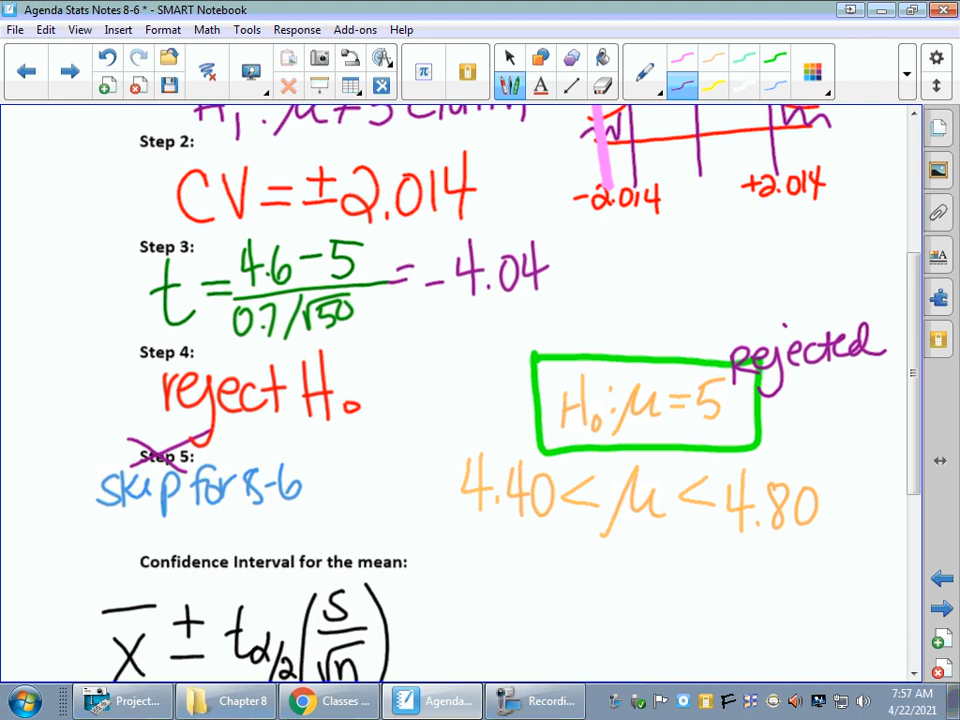 Agenda Stats Notes 8-6 * - SMART Notebook
File Edit View Insert Format Math Tools Response Add-ons Help
H₁: μ ≠ 5 claim
Step 2:
CV = ±2.014
-2.014 +2.014
Step 3:
t = 4.6 - 5 / 0.7/√50 = -4.04
Step 4:
reject H₀
rejected
H₀: μ = 5
Step 5:
skip for 8-6
4.40 < μ < 4.80
Confidence Interval for the mean:
x̄ ± tα/2 (s/√n)
Project... Chapter 8 Classes ... Agenda... Recordi...
7:57 AM
4/22/2021